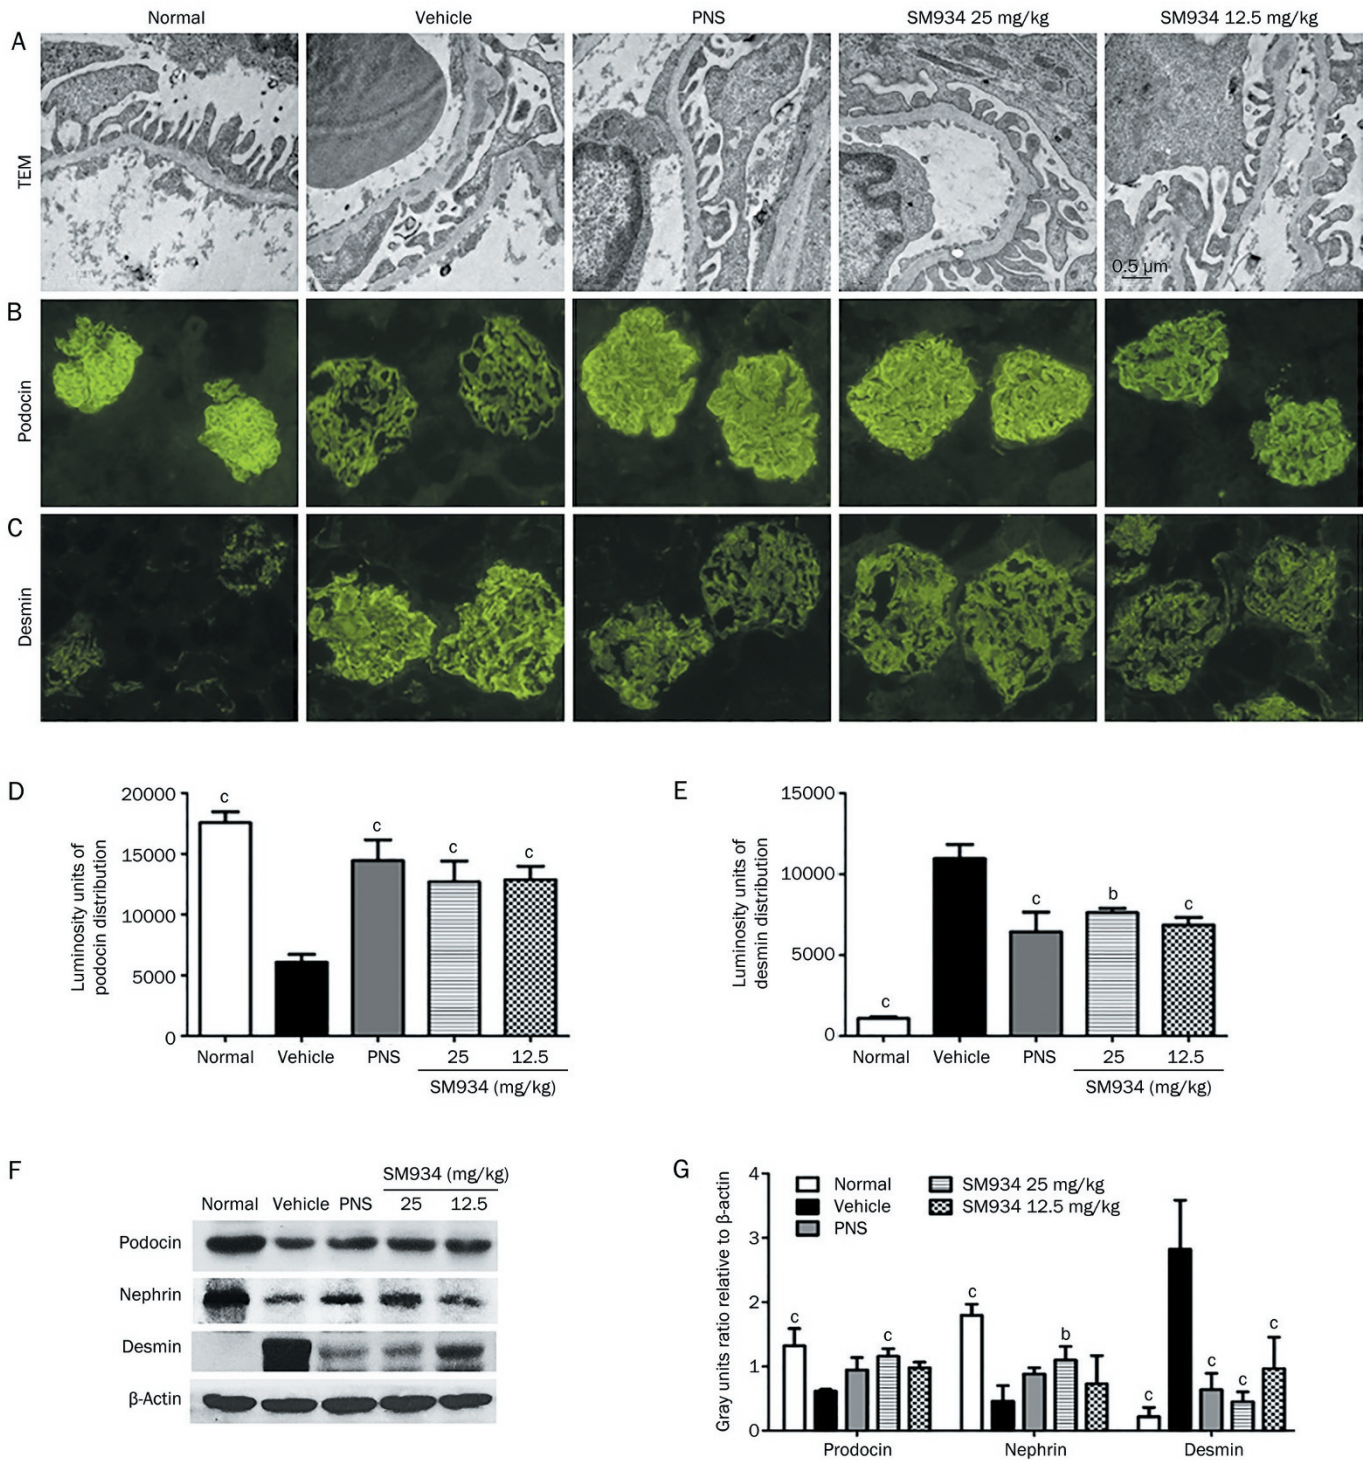 Normal Vehicle PNS SM934 25 mg/kg SM934 12.5 mg/kg
A
TEM
0.5 µm
B
Podocin
C
Desmin
D
Luminosity units of
podocin distribution
20000
15000
10000
5000
0
c
c
c
c
Normal Vehicle PNS 25 12.5
SM934 (mg/kg)
E
Luminosity units of
desmin distribution
15000
10000
5000
0
c
c
b
c
Normal Vehicle PNS 25 12.5
SM934 (mg/kg)
F
SM934 (mg/kg)
Normal Vehicle PNS 25 12.5
Podocin
Nephrin
Desmin
β-Actin
G
Gray units ratio relative to β-actin
4
3
2
1
0
Normal
Vehicle
PNS
SM934 25 mg/kg
SM934 12.5 mg/kg
c
c
c
b
c
c
c
c
Prodocin Nephrin Desmin